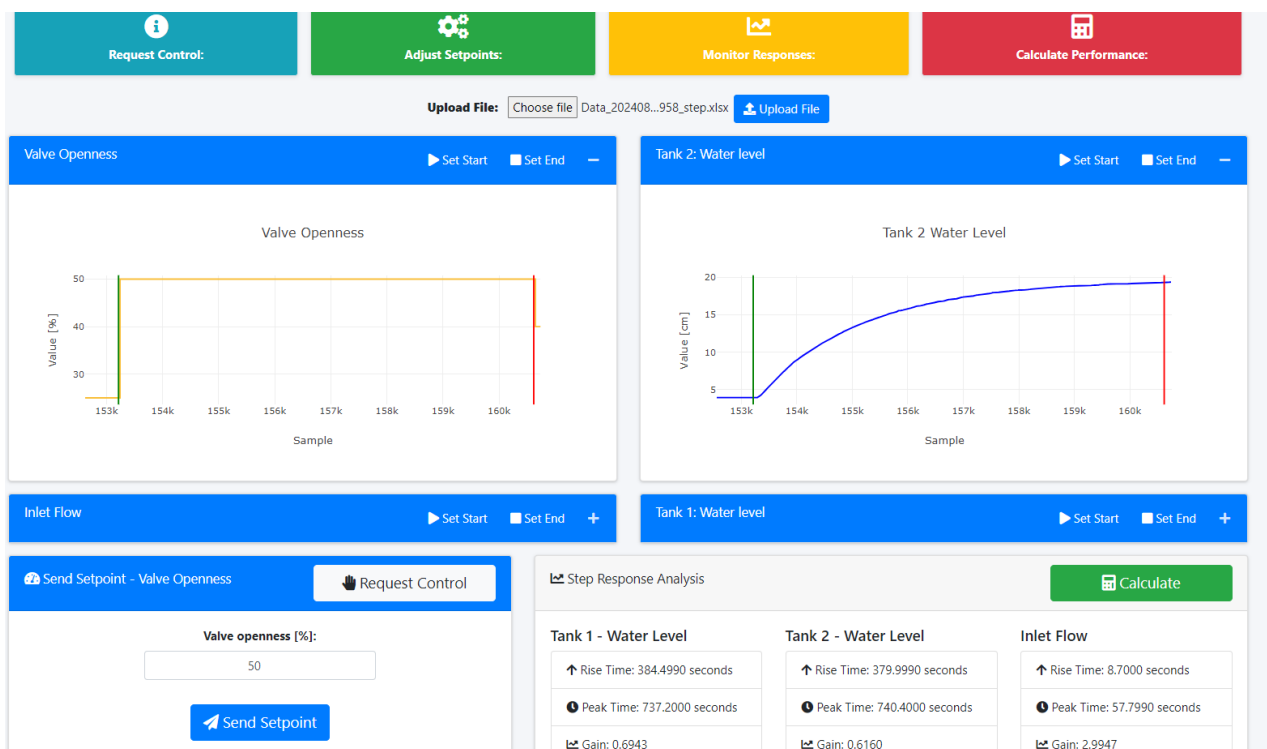 Request Control:
Adjust Setpoints:
Monitor Responses:
Calculate Performance:
Upload File: Choose file Data_202408...958_step.xlsx Upload File
Valve Openness
Set Start Set End
Valve Openness
50
40
30
Value [%]
153k 154k 155k 156k 157k 158k 159k 160k
Sample
Tank 2: Water level
Set Start Set End
Tank 2 Water Level
20
15
10
5
Value [cm]
153k 154k 155k 156k 157k 158k 159k 160k
Sample
Inlet Flow
Set Start Set End
Tank 1: Water level
Set Start Set End
Send Setpoint - Valve Openness
Request Control
Valve openness [%]:
50
Send Setpoint
Step Response Analysis
Calculate
Tank 1 - Water Level
Rise Time: 384.4990 seconds
Peak Time: 737.2000 seconds
Gain: 0.6943
Tank 2 - Water Level
Rise Time: 379.9990 seconds
Peak Time: 740.4000 seconds
Gain: 0.6160
Inlet Flow
Rise Time: 8.7000 seconds
Peak Time: 57.7990 seconds
Gain: 2.9947